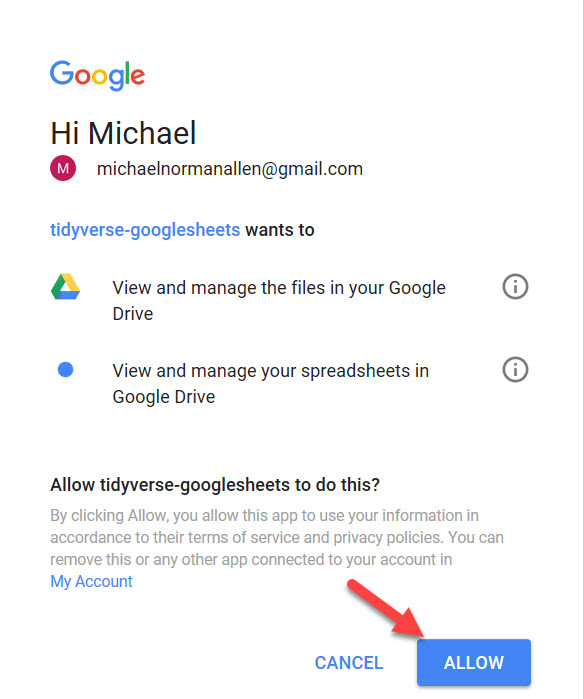 Google
Hi Michael
M
michaelnormanallen@gmail.com
tidyverse-googlesheets wants to
View and manage the files in your Google
Drive
View and manage your spreadsheets in
Google Drive
Allow tidyverse-googlesheets to do this?
By clicking Allow, you allow this app to use your information in
accordance to their terms of service and privacy policies. You can
remove this or any other app connected to your account in
My Account
CANCEL
ALLOW